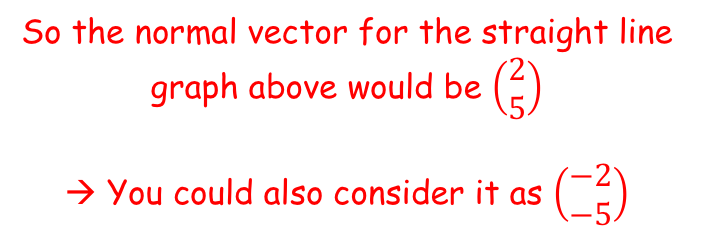 So the normal vector for the straight line
graph above would be (2
5)
→ You could also consider it as (−2
−5)